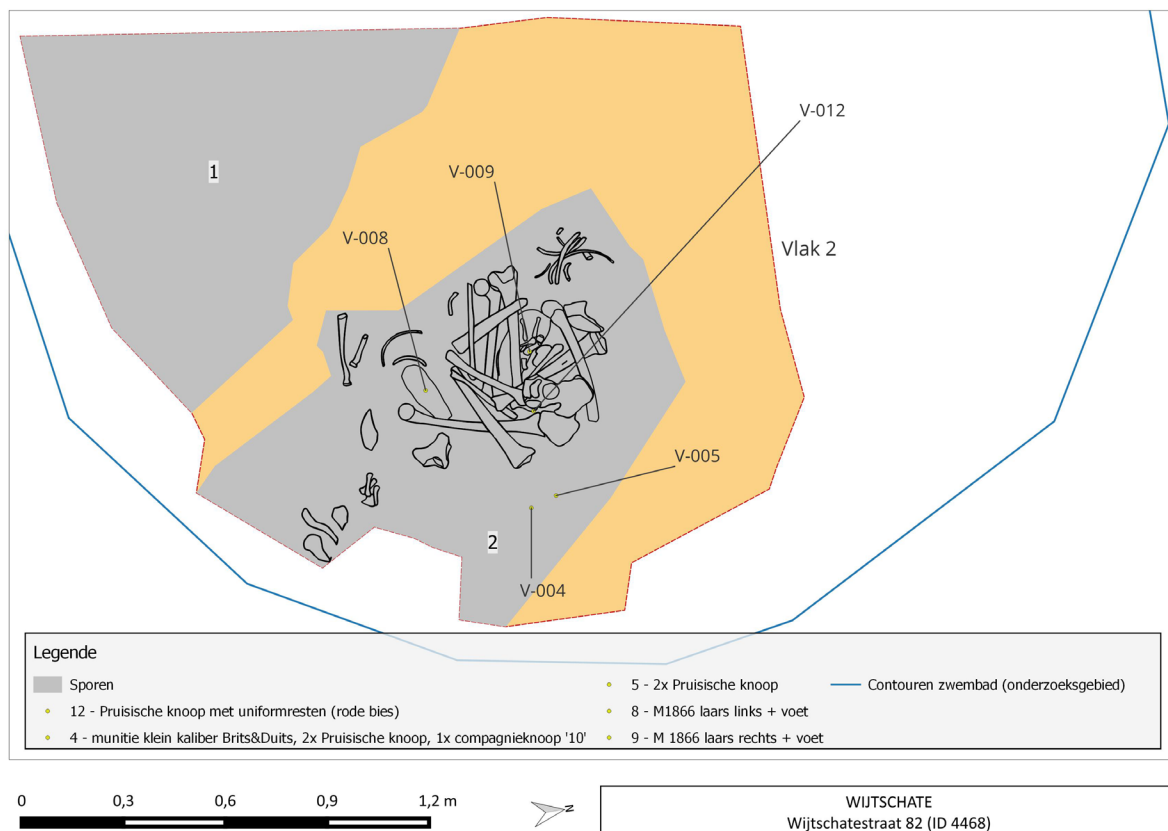 V-012
1
V-009
V-008
Vlak 2
V-005
2
V-004
Legende
Sporen
12 - Pruisische knoop met uniformresten (rode bies)
4 - munitie klein kaliber Brits&Duits, 2x Pruisische knoop, 1x compagnieknoop '10'
5 - 2x Pruisische knoop
8 - M1866 laars links + voet
9 - M 1866 laars rechts + voet
Contouren zwembad (onderzoeksgebied)
0 0,3 0,6 0,9 1,2 m
N
WIJTSCHATE
Wijtschatestraat 82 (ID 4468)